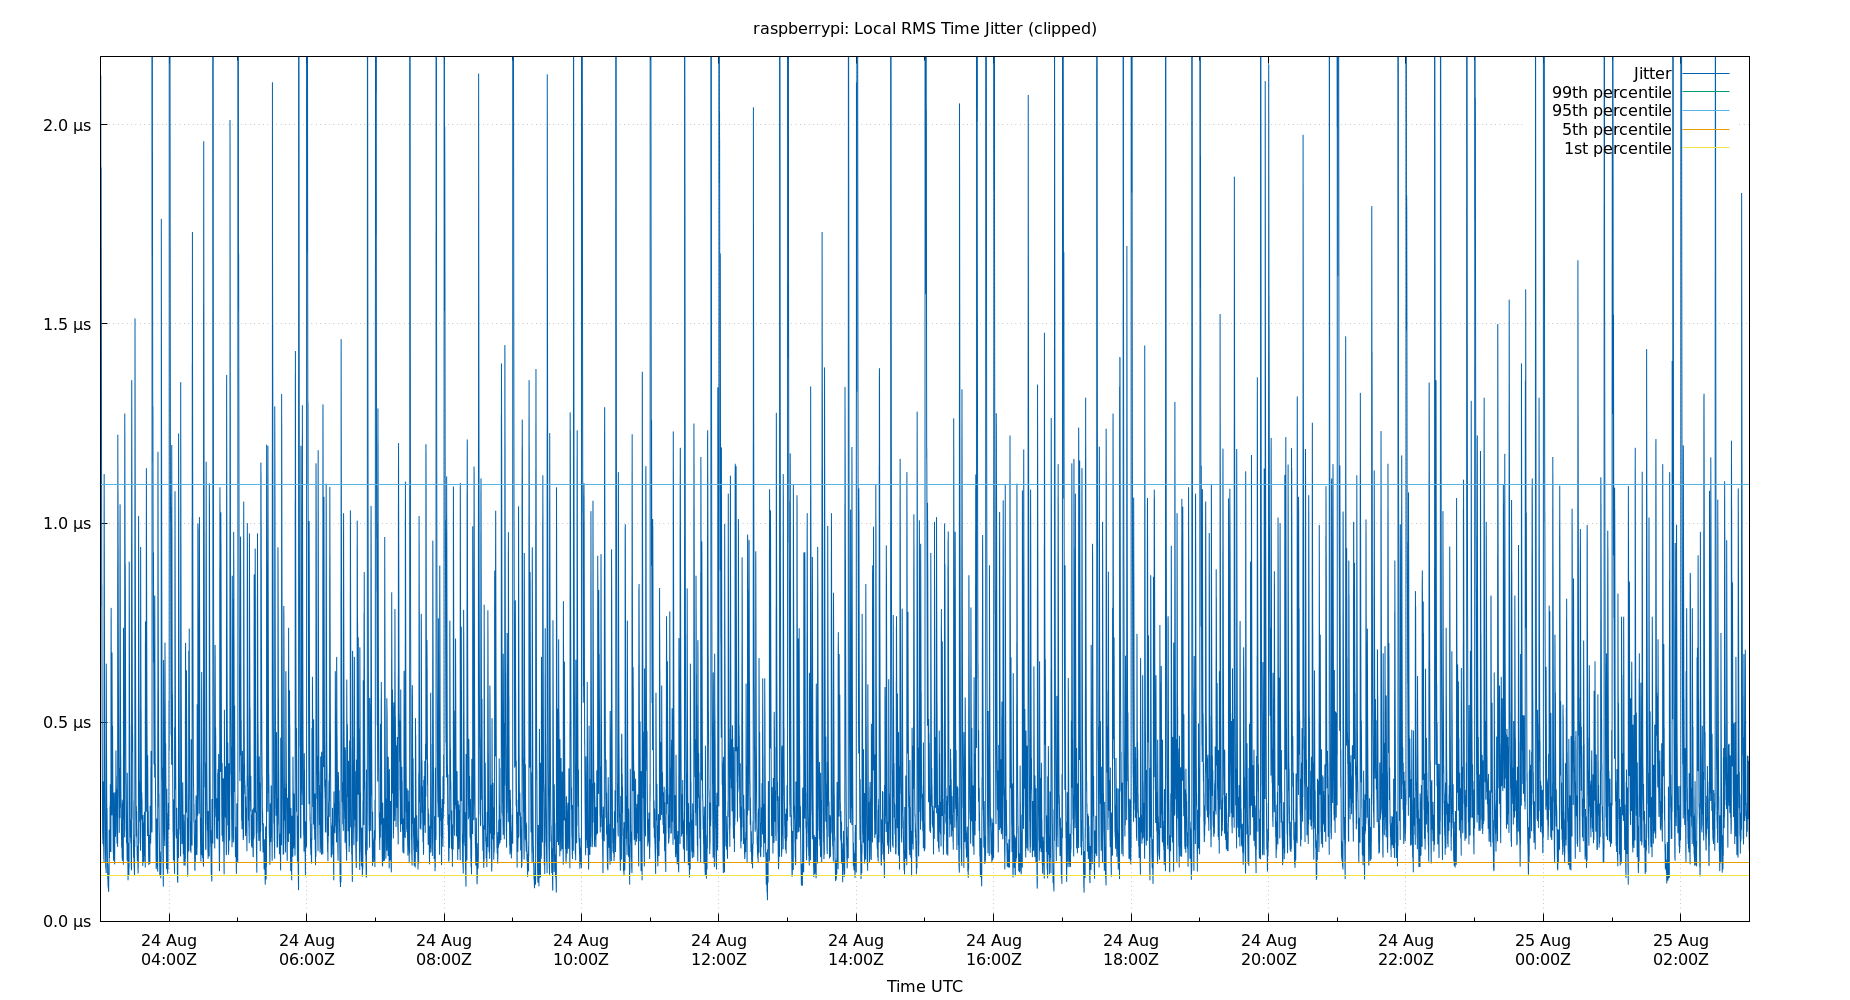 raspberrypi: Local RMS Time Jitter (clipped)
Jitter
99th percentile
95th percentile
5th percentile
1st percentile
2.0 µs
1.5 µs
1.0 µs
0.5 µs
0.0 µs
24 Aug 24 Aug 24 Aug 24 Aug 24 Aug 24 Aug 24 Aug 24 Aug 24 Aug 24 Aug 25 Aug 25 Aug
04:00Z 06:00Z 08:00Z 10:00Z 12:00Z 14:00Z 16:00Z 18:00Z 20:00Z 22:00Z 00:00Z 02:00Z
Time UTC